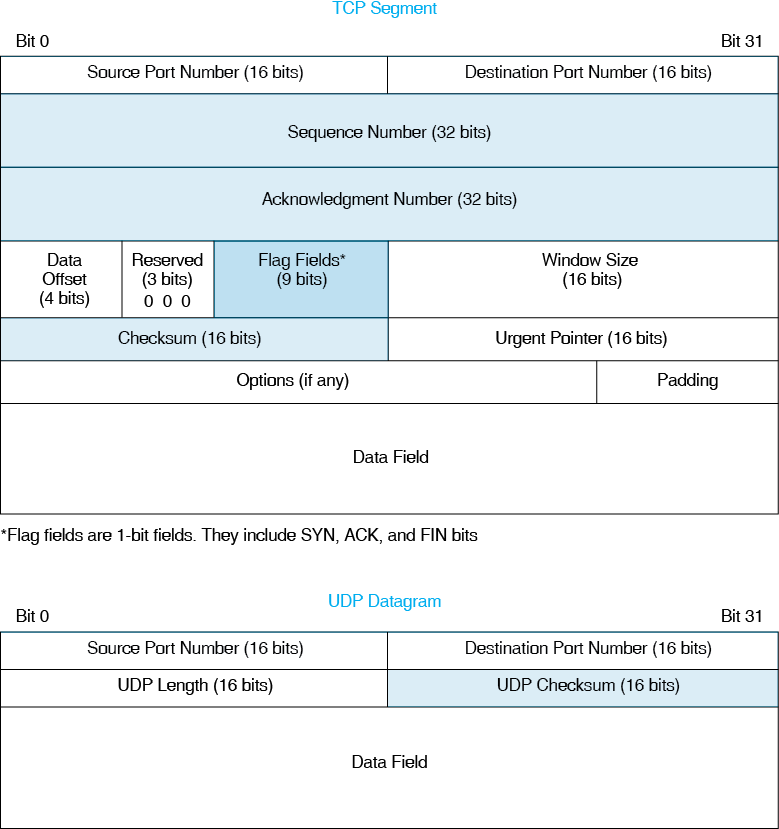 TCP Segment
Bit 0 Bit 31
Source Port Number (16 bits) Destination Port Number (16 bits)
Sequence Number (32 bits)
Acknowledgment Number (32 bits)
Data
Offset
(4 bits)
Reserved
(3 bits)
0 0 0
Flag Fields*
(9 bits)
Window Size
(16 bits)
Checksum (16 bits) Urgent Pointer (16 bits)
Options (if any) Padding
Data Field
*Flag fields are 1-bit fields. They include SYN, ACK, and FIN bits
UDP Datagram
Bit 0 Bit 31
Source Port Number (16 bits) Destination Port Number (16 bits)
UDP Length (16 bits) UDP Checksum (16 bits)
Data Field